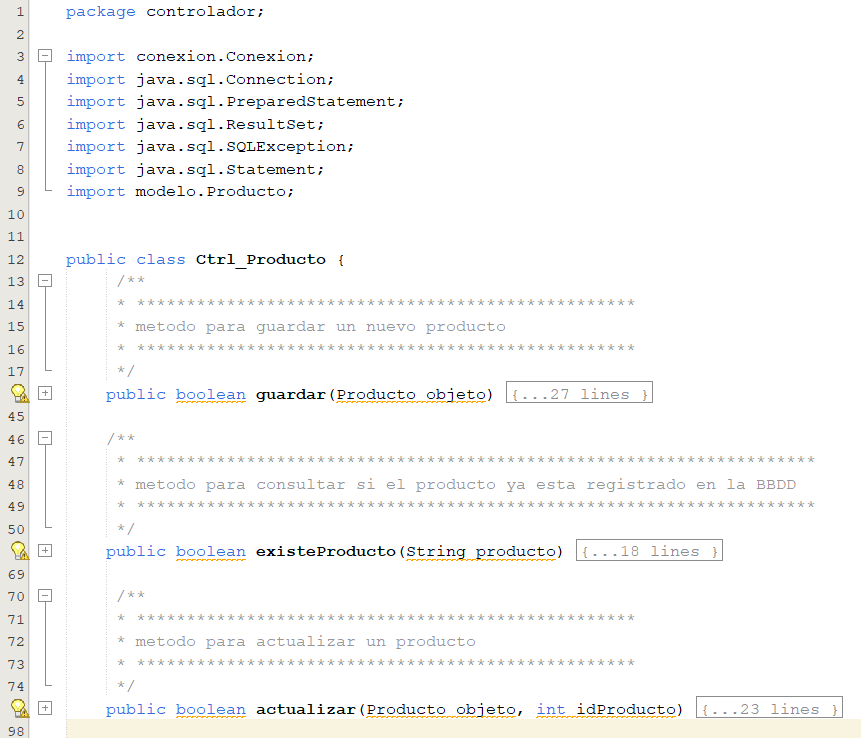 1 package controlador;
2
3 import conexion.Conexion;
4 import java.sql.Connection;
5 import java.sql.PreparedStatement;
6 import java.sql.ResultSet;
7 import java.sql.SQLException;
8 import java.sql.Statement;
9 import modelo.Producto;
10
11
12 public class Ctrl_Producto {
13 /**
14 * **************************************************
15 * metodo para guardar un nuevo producto
16 * **************************************************
17 */
public boolean guardar(Producto objeto) {...27 lines }
45
46 /**
47 * ********************************************************************
48 * metodo para consultar si el producto ya esta registrado en la BBDD
49 * ********************************************************************
50 */
public boolean existeProducto(String producto) {...18 lines }
69
70 /**
71 * **************************************************
72 * metodo para actualizar un producto
73 * **************************************************
74 */
public boolean actualizar(Producto objeto, int idProducto) {...23 lines }
98